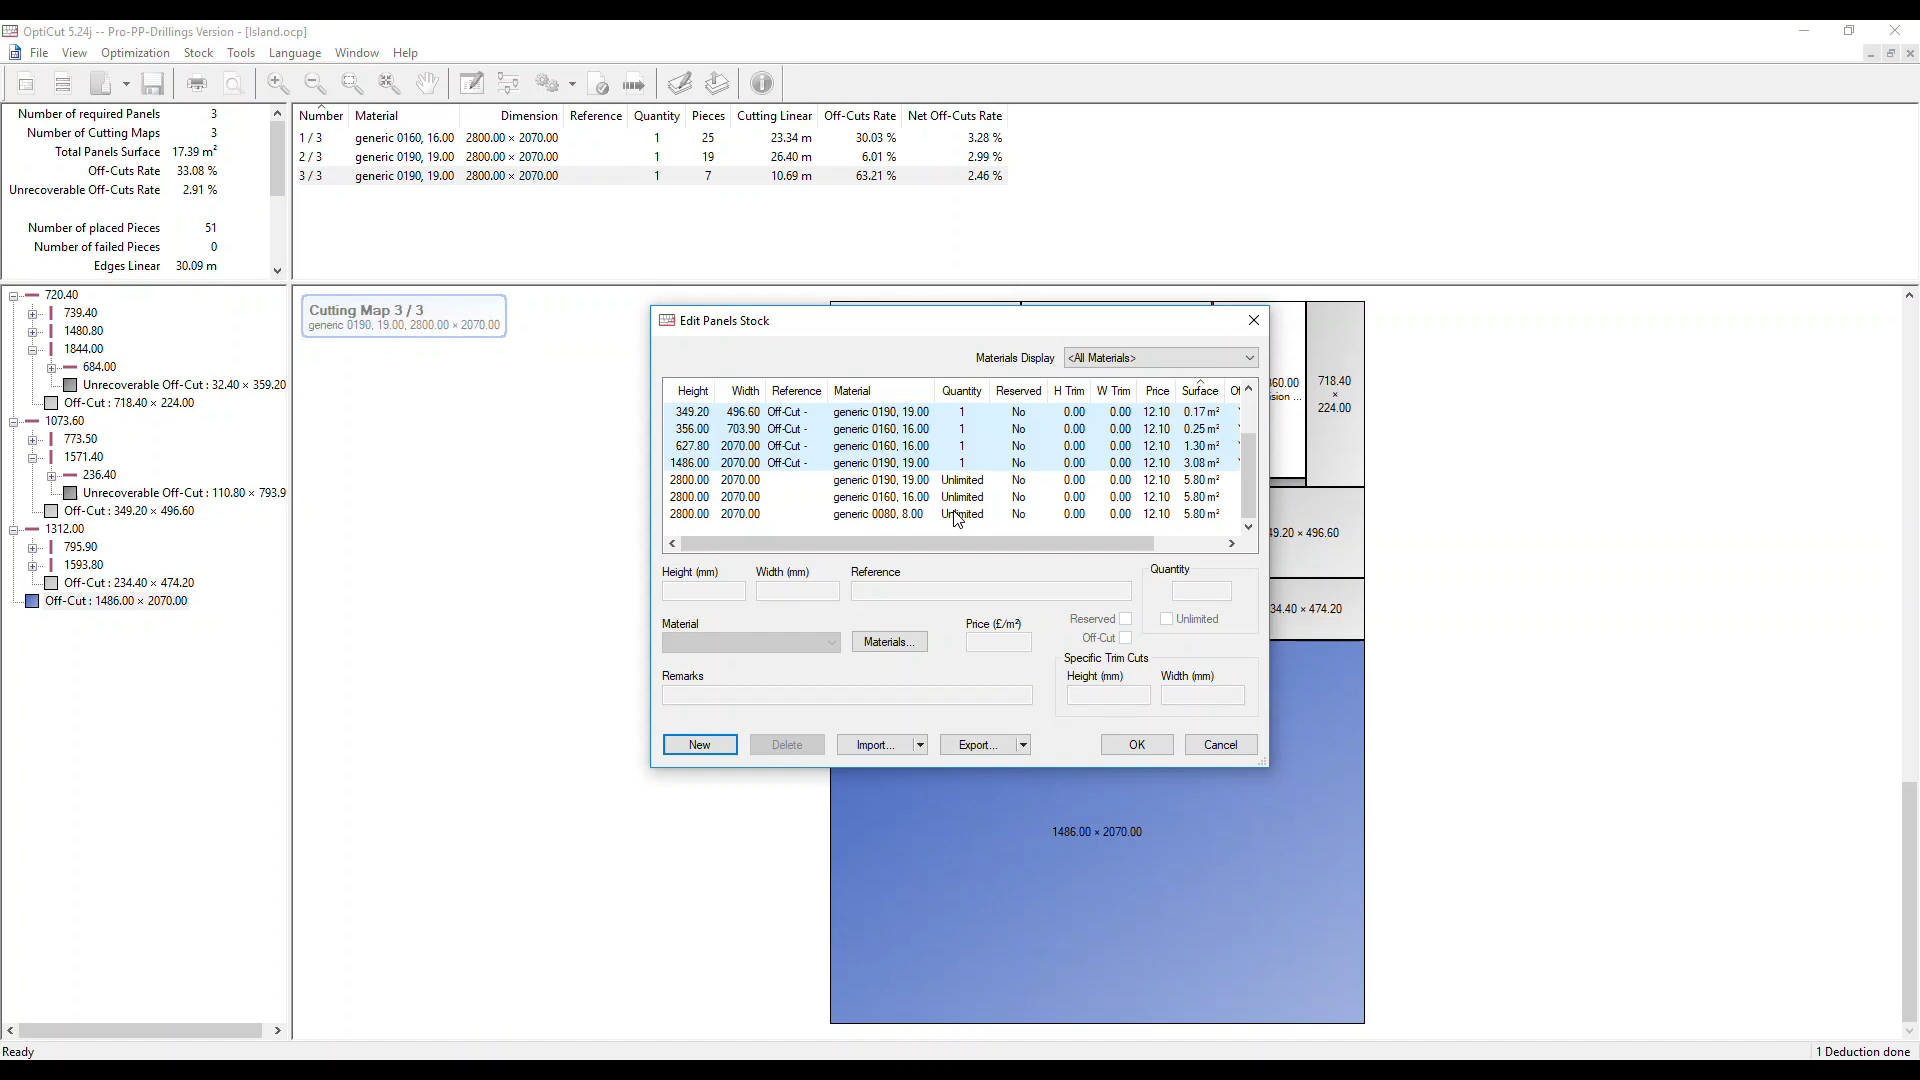 OptiCut 5.24j -- Pro-PP-Drillings Version - [Island.ocp]
File View Optimization Stock Tools Language Window Help
Number of required Panels 3
Number of Cutting Maps 3
Total Panels Surface 17.39 m²
Off-Cuts Rate 33.08 %
Unrecoverable Off-Cuts Rate 2.91 %
Number of placed Pieces 51
Number of failed Pieces 0
Edges Linear 30.09 m
Number Material Dimension Reference Quantity Pieces Cutting Linear Off-Cuts Rate Net Off-Cuts Rate
1 / 3 generic 0160, 16.00 2800.00 × 2070.00 1 25 23.34 m 30.03 % 3.28 %
2 / 3 generic 0190, 19.00 2800.00 × 2070.00 1 19 26.40 m 6.01 % 2.99 %
3 / 3 generic 0190, 19.00 2800.00 × 2070.00 1 7 10.69 m 63.21 % 2.46 %
720.40
739.40
1480.80
1844.00
684.00
Unrecoverable Off-Cut : 32.40 × 359.20
Off-Cut : 718.40 × 224.00
1073.60
773.50
1571.40
236.40
Unrecoverable Off-Cut : 110.80 × 793.9
Off-Cut : 349.20 × 496.60
1312.00
795.90
1593.80
Off-Cut : 234.40 × 474.20
Off-Cut : 1486.00 × 2070.00
Cutting Map 3 / 3
generic 0190, 19.00, 2800.00 × 2070.00
Edit Panels Stock
Materials Display <All Materials>
Height Width Reference Material Quantity Reserved H Trim W Trim Price Surface
349.20 496.60 Off-Cut - generic 0190, 19.00 1 No 0.00 0.00 12.10 0.17 m²
356.00 703.90 Off-Cut - generic 0160, 16.00 1 No 0.00 0.00 12.10 0.25 m²
627.80 2070.00 Off-Cut - generic 0160, 16.00 1 No 0.00 0.00 12.10 1.30 m²
1486.00 2070.00 Off-Cut - generic 0190, 19.00 1 No 0.00 0.00 12.10 3.08 m²
2800.00 2070.00 generic 0190, 19.00 Unlimited No 0.00 0.00 12.10 5.80 m²
2800.00 2070.00 generic 0160, 16.00 Unlimited No 0.00 0.00 12.10 5.80 m²
2800.00 2070.00 generic 0080, 8.00 Unlimited No 0.00 0.00 12.10 5.80 m²
Height (mm) Width (mm) Reference Quantity
Reserved Unlimited
Material Price (£/m²)
Materials... Off-Cut
Specific Trim Cuts
Remarks Height (mm) Width (mm)
New Delete Import... Export... OK Cancel
718.40
×
224.00
60.00
sion ...
49.20 × 496.60
34.40 × 474.20
1486.00 × 2070.00
Ready 1 Deduction done